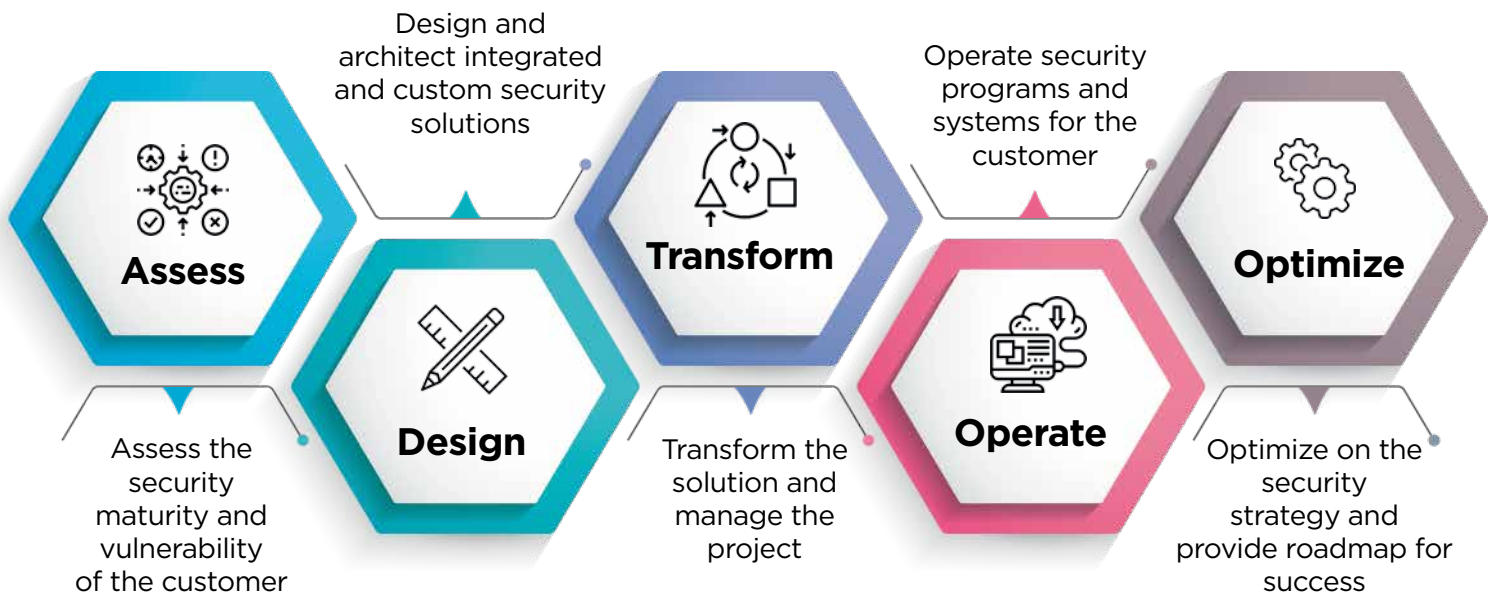 Assess
Assess the
security
maturity and
vulnerability
of the customer
Design and
architect integrated
and custom security
solutions
Design
Transform
Transform the
solution and
manage the
project
Operate security
programs and
systems for the
customer
Operate
Optimize
Optimize on the
security
strategy and
provide roadmap for
success